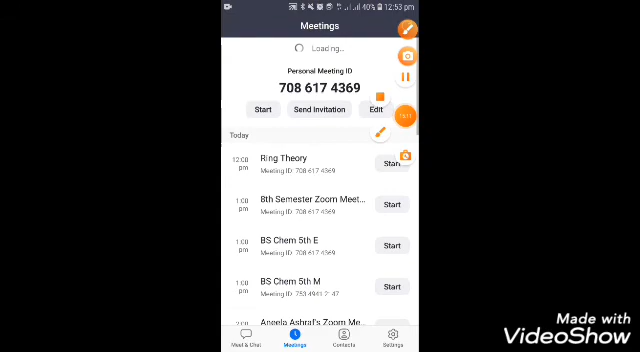 40% 12:53 pm
Meetings
Loading...
Personal Meeting ID
708 617 4369
Start
Send Invitation
Edit
Today
12:00 pm
Ring Theory
Meeting ID: 708 617 4369
Start
1:00 pm
8th Semester Zoom Meet...
Meeting ID: 708 617 4369
Start
1:00 pm
BS Chem 5th E
Meeting ID: 708 617 4369
Start
1:00 pm
BS Chem 5th M
Start
Aneela Ashraf's Zoom Me...
Meet & Chat
Meetings
Contacts
Settings
Made with
VideoShow